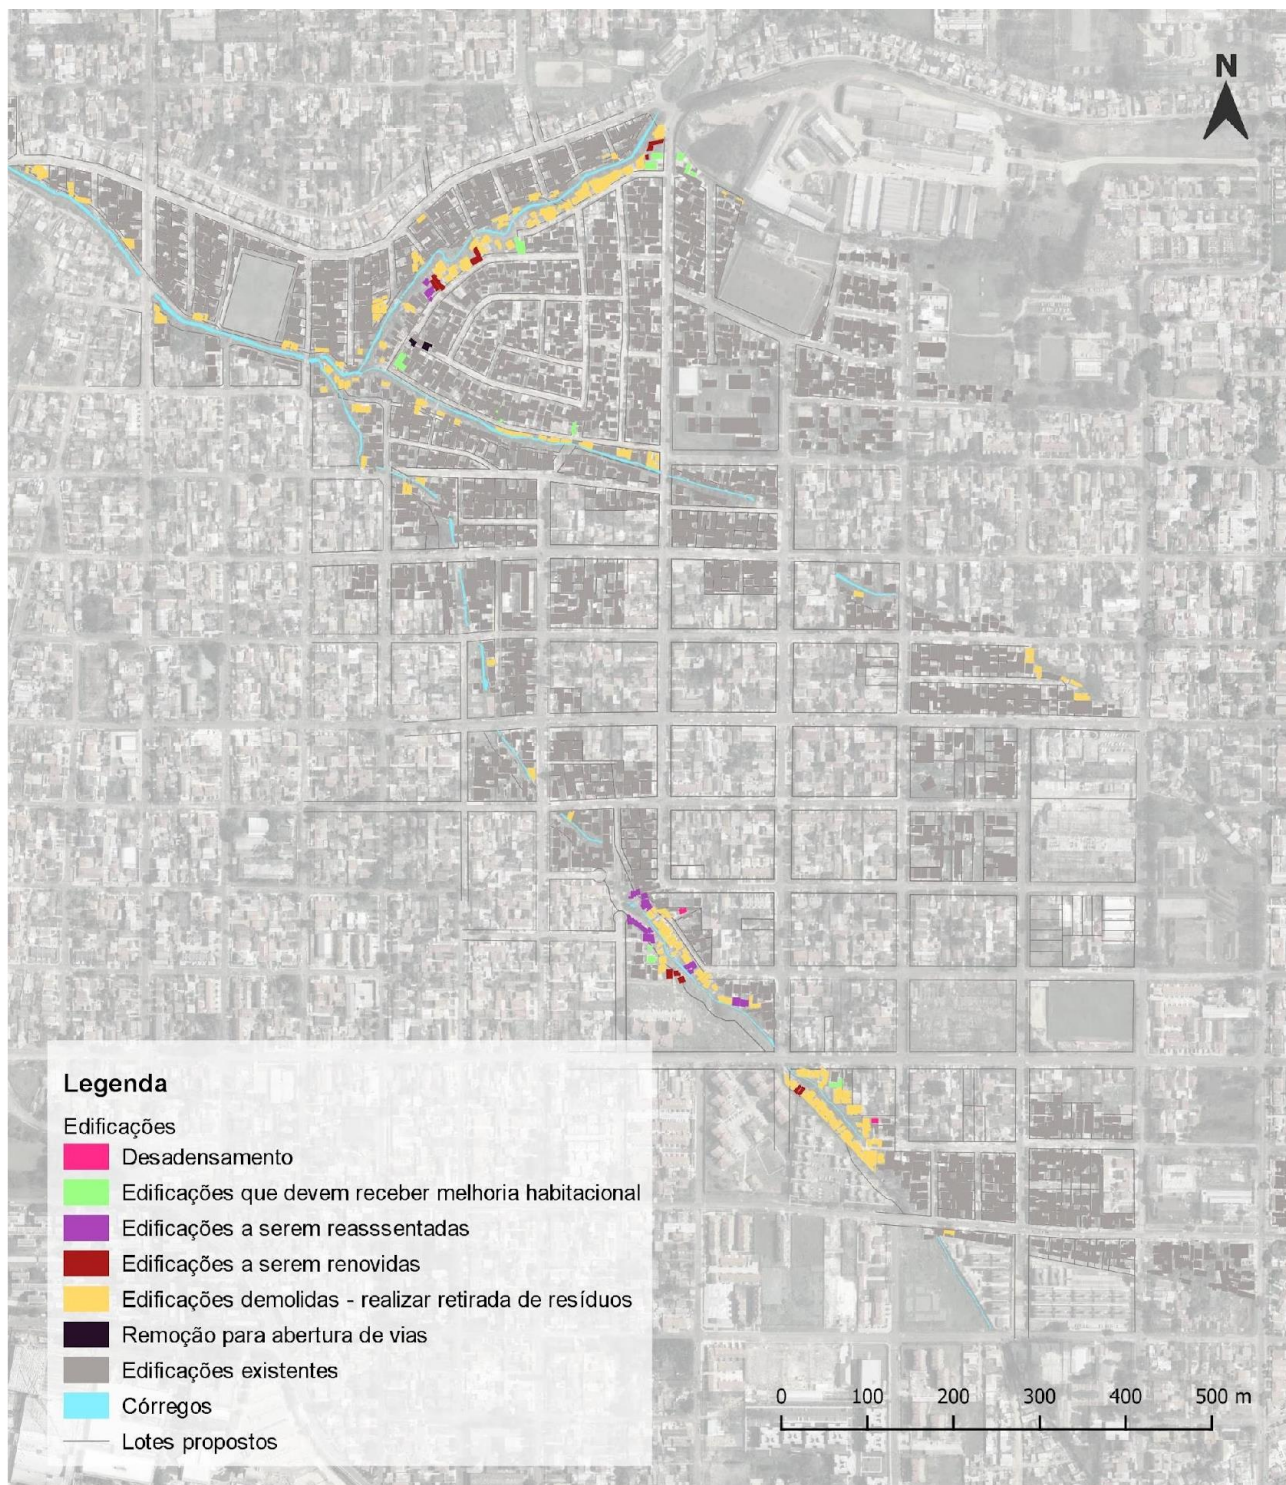 N
Legenda
Edificações
Desadensamento
Edificações que devem receber melhoria habitacional
Edificações a serem reasssentadas
Edificações a serem renovidas
Edificações demolidas - realizar retirada de resíduos
Remoção para abertura de vias
Edificações existentes
Córregos
Lotes propostos
0 100 200 300 400 500 m